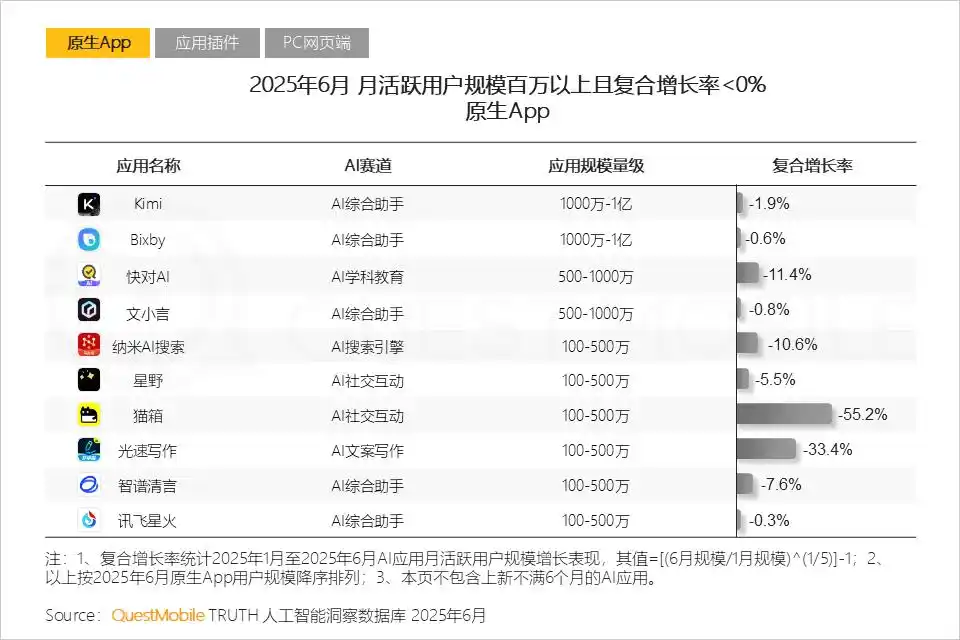 原生App 应用插件 PC网页端
2025年6月 月活跃用户规模百万以上且复合增长率<0%
原生App
应用名称 AI赛道 应用规模量级 复合增长率
Kimi AI综合助手 1000万-1亿 -1.9%
Bixby AI综合助手 1000万-1亿 -0.6%
快对AI AI学科教育 500-1000万 -11.4%
文小言 AI综合助手 500-1000万 -0.8%
纳米AI搜索 AI搜索引擎 100-500万 -10.6%
星野 AI社交互动 100-500万 -5.5%
猫箱 AI社交互动 100-500万 -55.2%
光速写作 AI文案写作 100-500万 -33.4%
智谱清言 AI综合助手 100-500万 -7.6%
讯飞星火 AI综合助手 100-500万 -0.3%
注：1、复合增长率统计2025年1月至2025年6月AI应用月活跃用户规模增长表现，其值=[(6月规模/1月规模)^(1/5)]-1；2、
以上按2025年6月原生App用户规模降序排列；3、本页不包含上新不满6个月的AI应用。
Source：QuestMobile TRUTH 人工智能洞察数据库 2025年6月